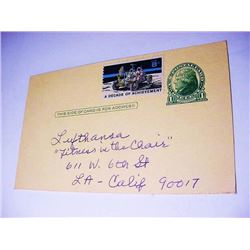 8c
A DECADE OF ACHIEVEMENT
THIS SIDE OF CARD IS FOR ADDRESS
Lufthansa
"Fitness in the Chair"
611 W. 6th St
LA - Calif 90017